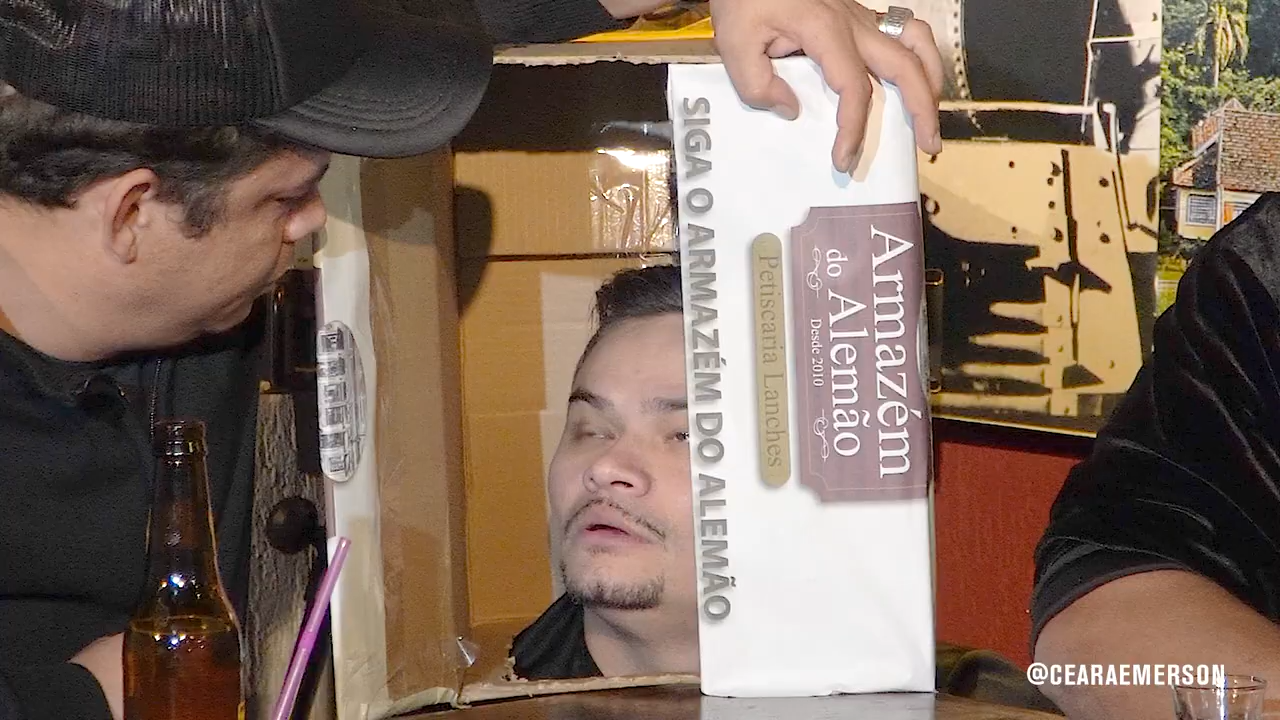 SIGA O ARMAZÉM DO ALEMÃO
Armazém
do Alemão
Desde 2010
Petiscaria Lanches
@CEARAEMERSON